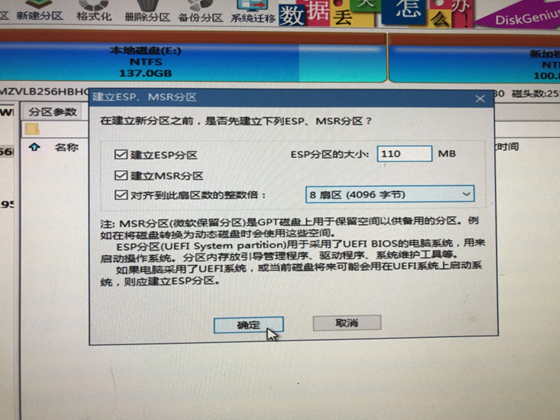 新建分区 格式化 删除分区 备份分区 系统迁移
数据丢
怎
办!
DiskGeniu
本地磁盘(E:)
NTFS
137.0GB
新加
NT
100.
MZVLB256HBH
磁头数:25
分区参数
名称
时间
建立ESP、MSR分区
在建立新分区之前，是否先建立下列ESP、MSR分区？
建立ESP分区 ESP分区的大小: 110 MB
建立MSR分区
对齐到此扇区数的整数倍: 8 扇区 (4096 字节)
注: MSR分区(微软保留分区)是GPT磁盘上用于保留空间以供备用的分区。例
如在将磁盘转换为动态磁盘时会使用这些空间。
ESP分区(UEFI System partition)用于采用了UEFI BIOS的电脑系统，用来
启动操作系统。分区内存放引导管理程序、驱动程序、系统维护工具等。
如果电脑采用了UEFI系统，或当前磁盘将来可能会用在UEFI系统上启动系
统，则应建立ESP分区。
确定 取消